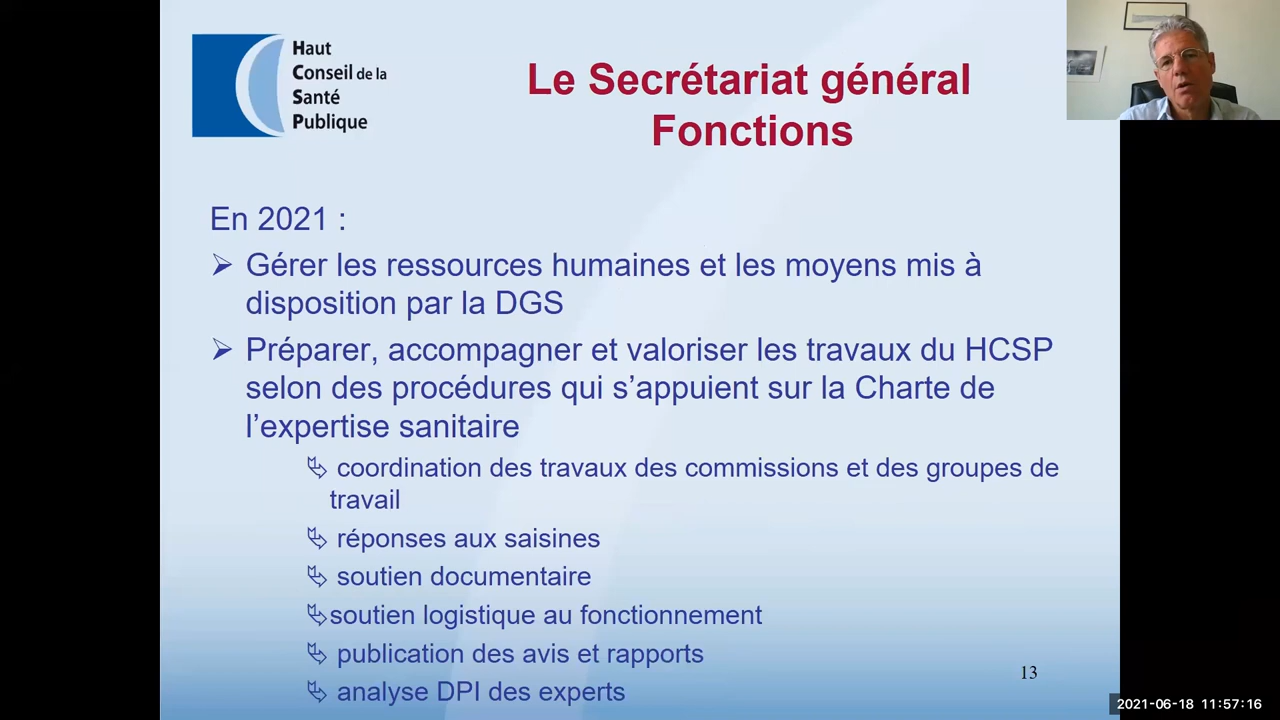 Haut
Conseil de la
Santé
Publique
Le Secrétariat général
Fonctions
En 2021 :
➢ Gérer les ressources humaines et les moyens mis à
disposition par la DGS
➢ Préparer, accompagner et valoriser les travaux du HCSP
selon des procédures qui s’appuient sur la Charte de
l’expertise sanitaire
coordination des travaux des commissions et des groupes de
travail
réponses aux saisines
soutien documentaire
soutien logistique au fonctionnement
publication des avis et rapports
analyse DPI des experts
13
2021-06-18 11:57:16